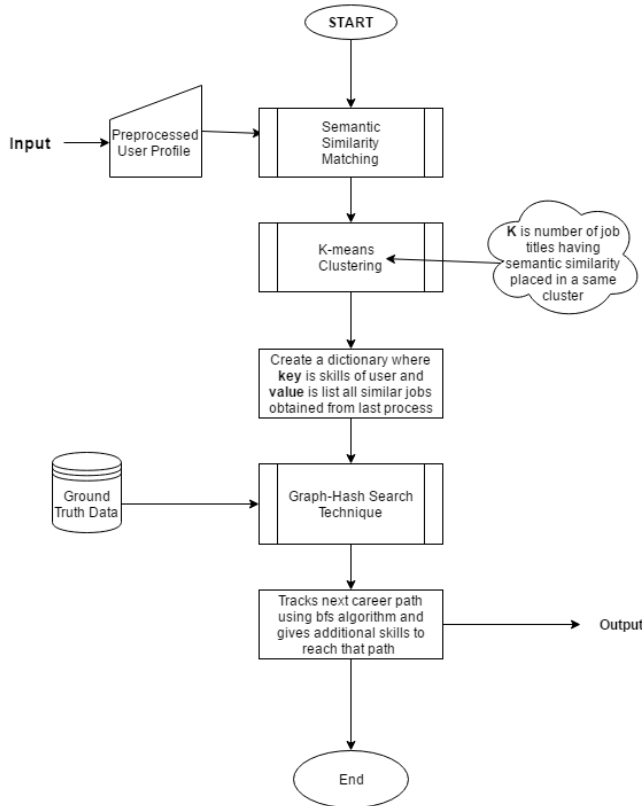 START
Input
Preprocessed
User Profile
Semantic
Similarity
Matching
K-means
Clustering
K is number of job
titles having
semantic similarity
placed in a same
cluster
Create a dictionary where
key is skills of user and
value is list all similar jobs
obtained from last process
Ground
Truth Data
Graph-Hash Search
Technique
Tracks next career path
using bfs algorithm and
gives additional skills to
reach that path
Output
End